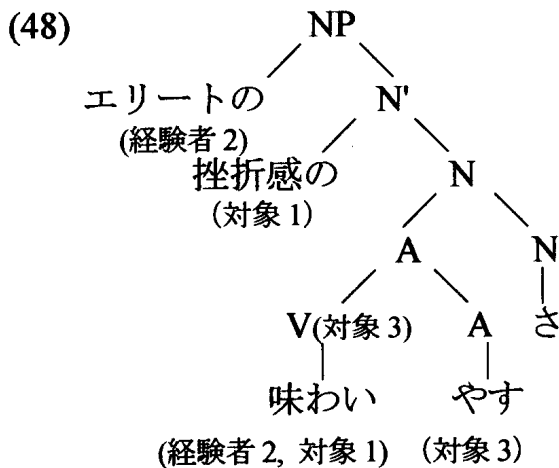 (48)
NP
エリートの N'
(経験者 2)
挫折感の N
(対象 1)
A N
V(対象 3) A さ
味わい やす
(経験者 2, 対象 1) (対象 3)